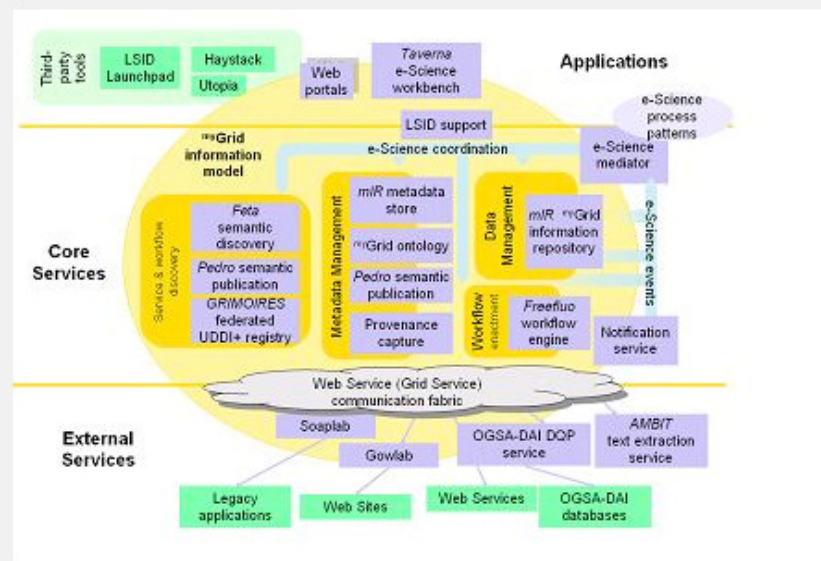 Third-
party
tools
LSID
Launchpad
Haystack
Utopia
Web
portals
Taverna
e-Science
workbench
Applications
e-Science
process
patterns
LSID support
myGrid
information
model
e-Science coordination
e-Science
mediator
Core
Services
Service & workflow
discovery
Feta
semantic
discovery
Pedro semantic
publication
GRIMOIRES
federated
UDDI+ registry
Metadata Management
mIR metadata
store
myGrid ontology
Pedro semantic
publication
Provenance
capture
Data
Management
mIR myGrid
information
repository
Workflow
enactment
Freefluo
workflow
engine
e-Science events
Notification
service
Web Service (Grid Service)
communication fabric
External
Services
Soaplab
Gowlab
OGSA-DAI DQP
service
AMBIT
text extraction
service
Legacy
applications
Web Sites
Web Services
OGSA-DAI
databases